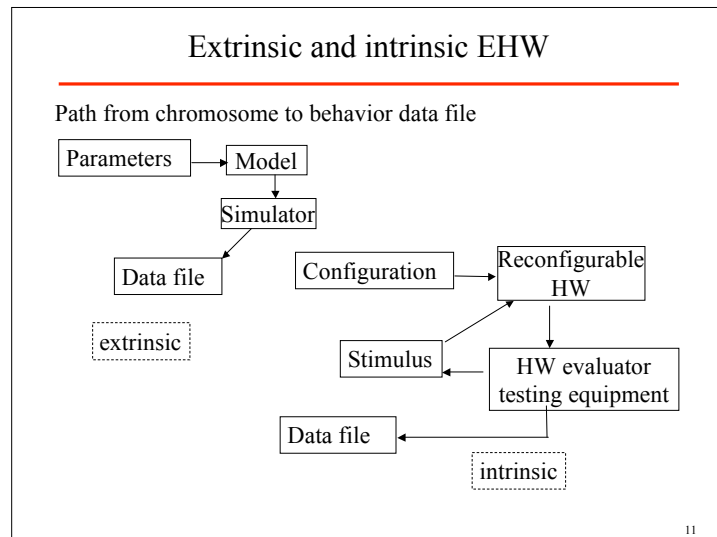 Extrinsic and intrinsic EHW
Path from chromosome to behavior data file
Parameters
Model
Simulator
Data file
extrinsic
Configuration
Reconfigurable
HW
Stimulus
HW evaluator
testing equipment
Data file
intrinsic
11